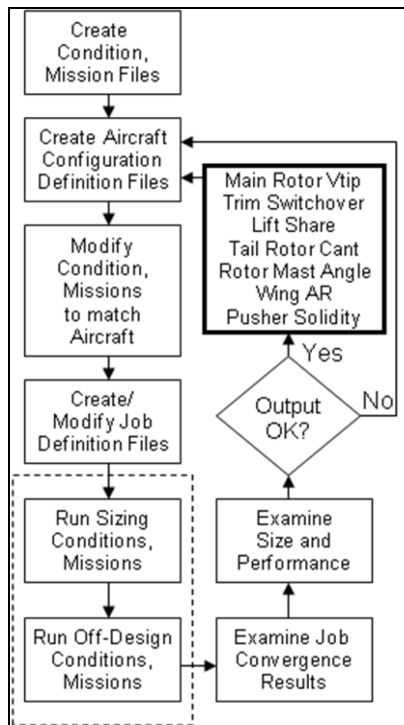 Create
Condition,
Mission Files
Create Aircraft
Configuration
Definition Files
Modify
Condition,
Missions
to match
Aircraft
Create/
Modify Job
Definition Files
Run Sizing
Conditions,
Missions
Run Off-Design
Conditions,
Missions
Examine Job
Convergence
Results
Examine
Size and
Performance
Output
OK?
Yes
No
Main Rotor Vtip
Trim Switchover
Lift Share
Tail Rotor Cant
Rotor Mast Angle
Wing AR
Pusher Solidity